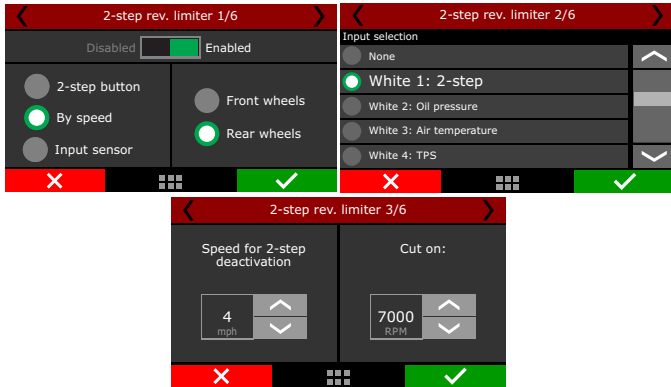 2-step rev. limiter 1/6
Disabled Enabled
2-step button
By speed
Input sensor
Front wheels
Rear wheels
2-step rev. limiter 2/6
Input selection
None
White 1: 2-step
White 2: Oil pressure
White 3: Air temperature
White 4: TPS
2-step rev. limiter 3/6
Speed for 2-step
deactivation
4
mph
Cut on:
7000
RPM